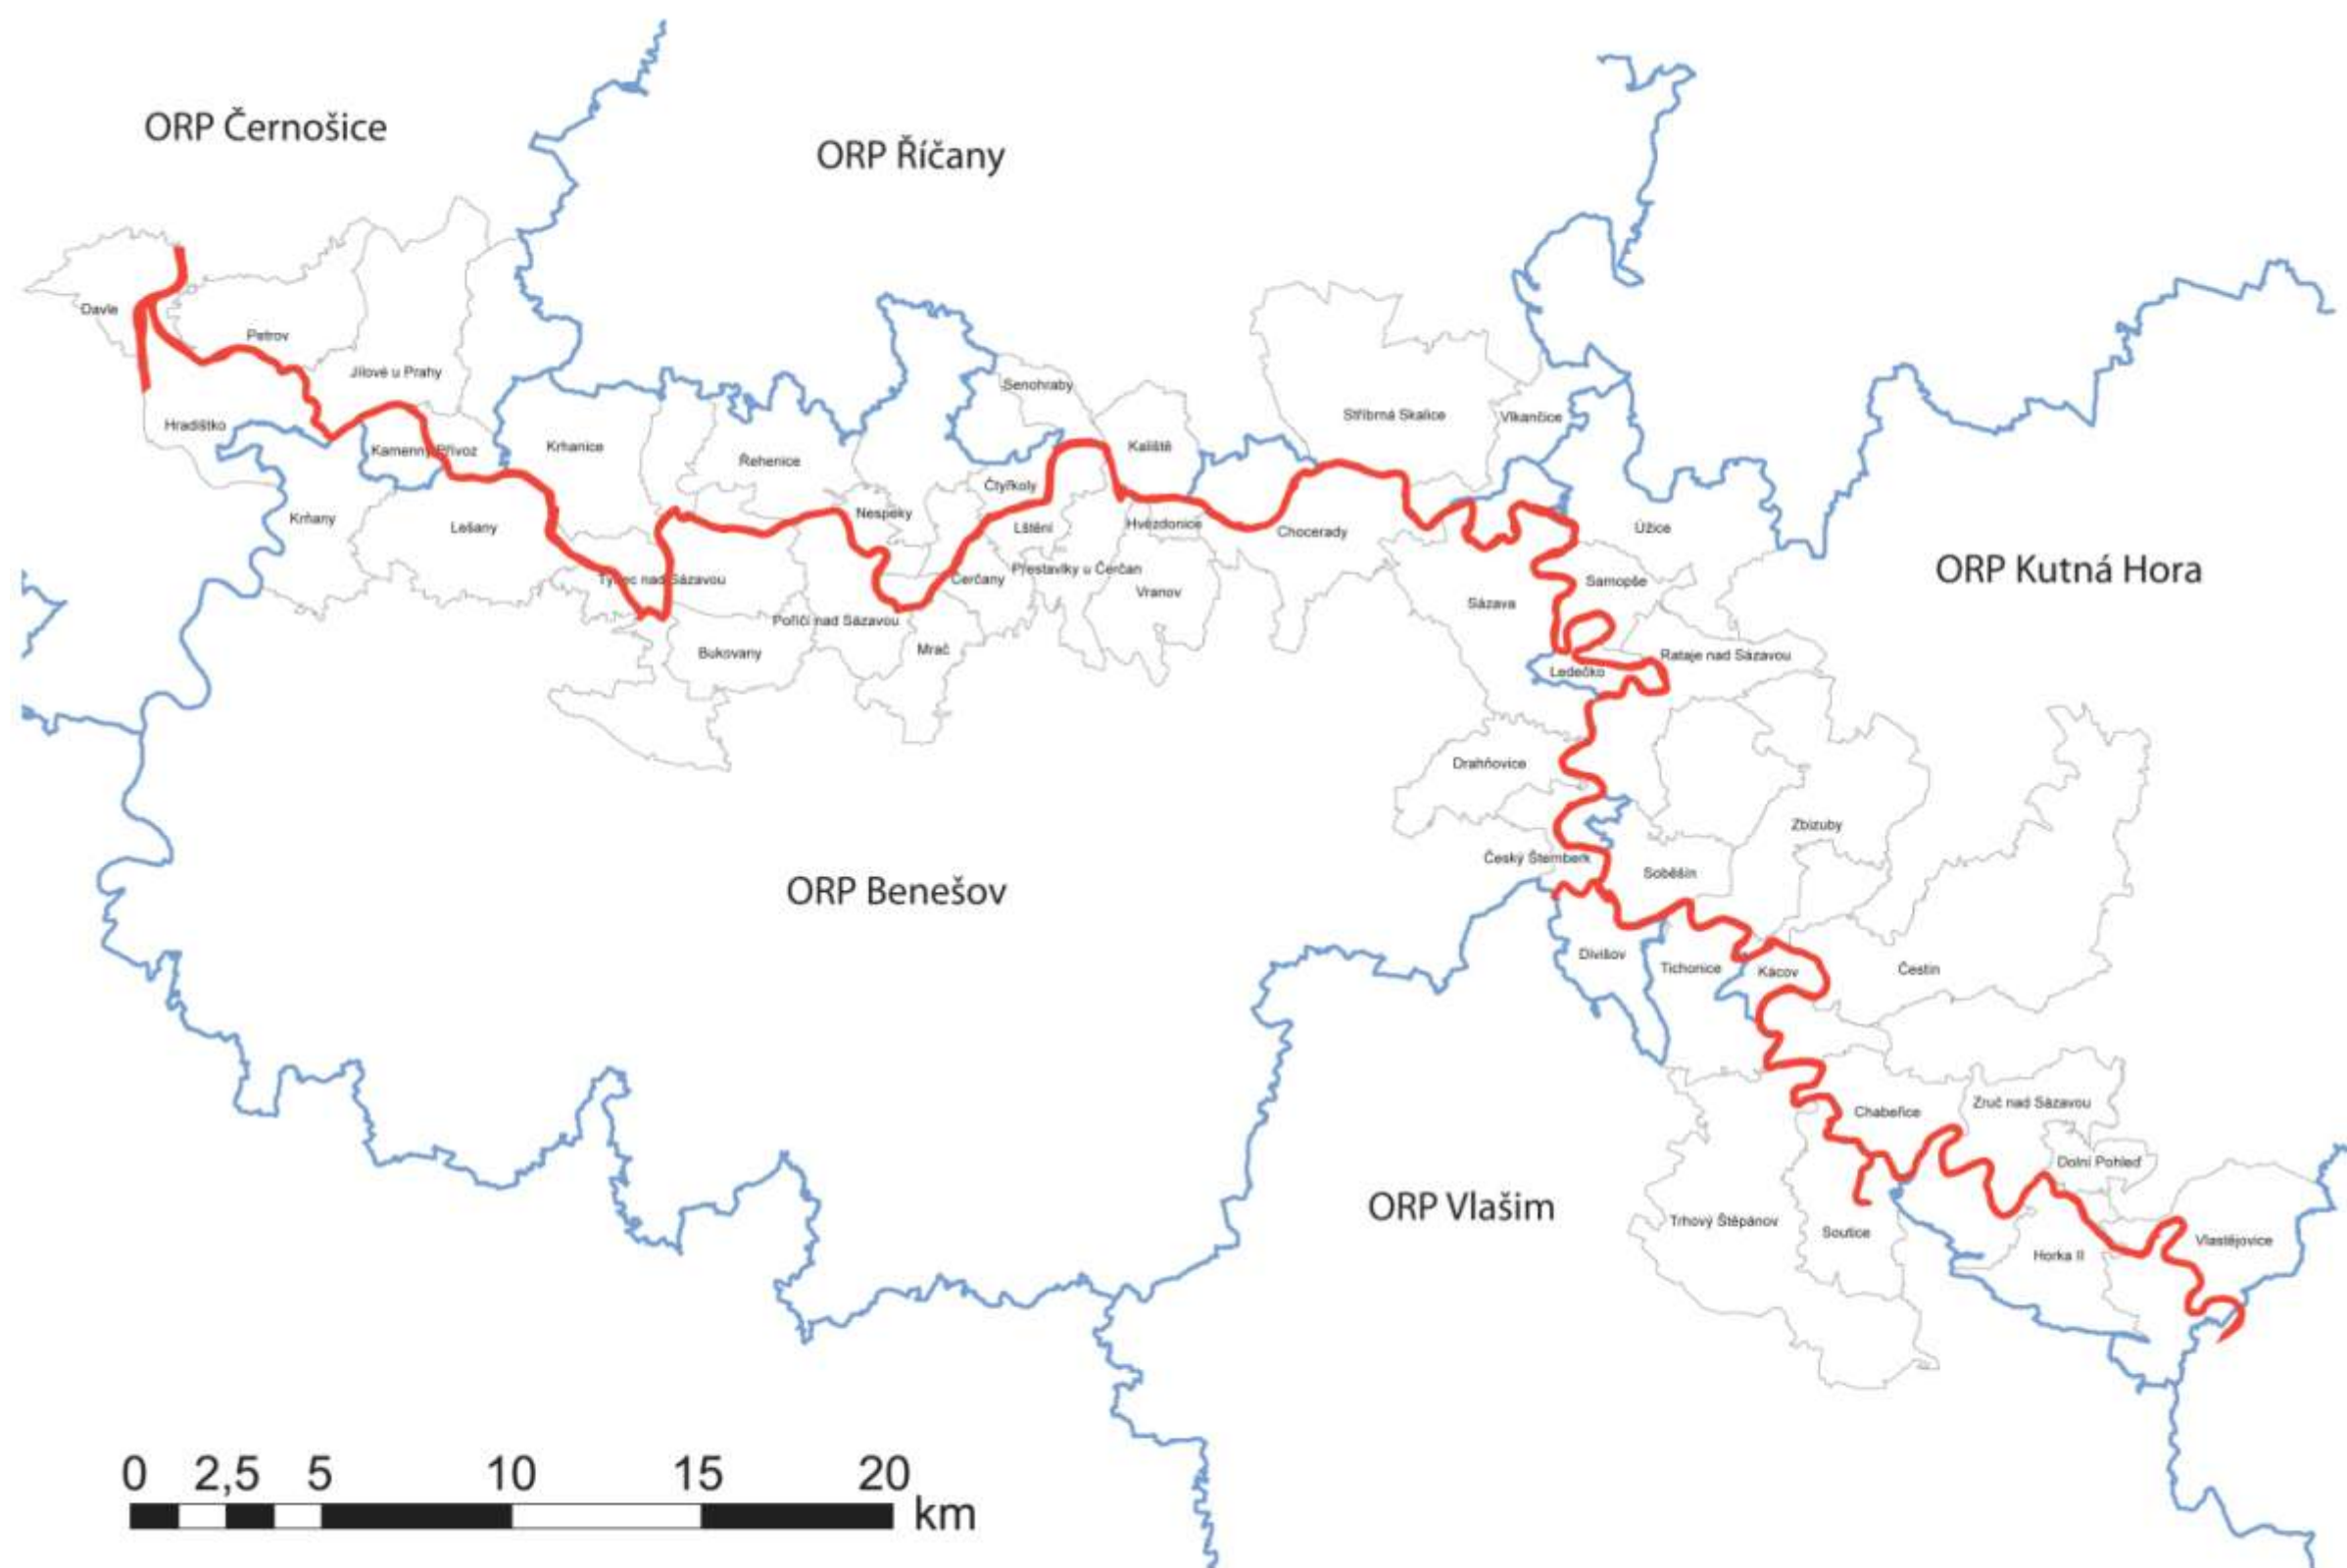 ORP Černošice
ORP Říčany
Davle
Petrov
Jílové u Prahy
Senohraby
Hradištko
Kamenný Přívoz
Krhanice
Řehenice
Kaliště
Stříbrná Skalice
Vlkančice
Čtyřkoly
Krňany
Lešany
Nespeky
Lštění
Hvězdonice
Chocerady
Úžice
ORP Kutná Hora
Týnec nad Sázavou
Čerčany
Přestavlky u Čerčan
Vranov
Samopše
Sázava
Poříčí nad Sázavou
Bukovany
Mrač
Rataje nad Sázavou
Ledečko
Drahňovice
Zbizuby
Český Šternberk
Soběšín
ORP Benešov
Divišov
Tichonice
Kácov
Čestín
Chabeřice
Zruč nad Sázavou
Dolní Pohleď
ORP Vlašim
Trhový Štěpánov
Soutice
Horka II
Vlastějovice
0 2,5 5 10 15 20
km